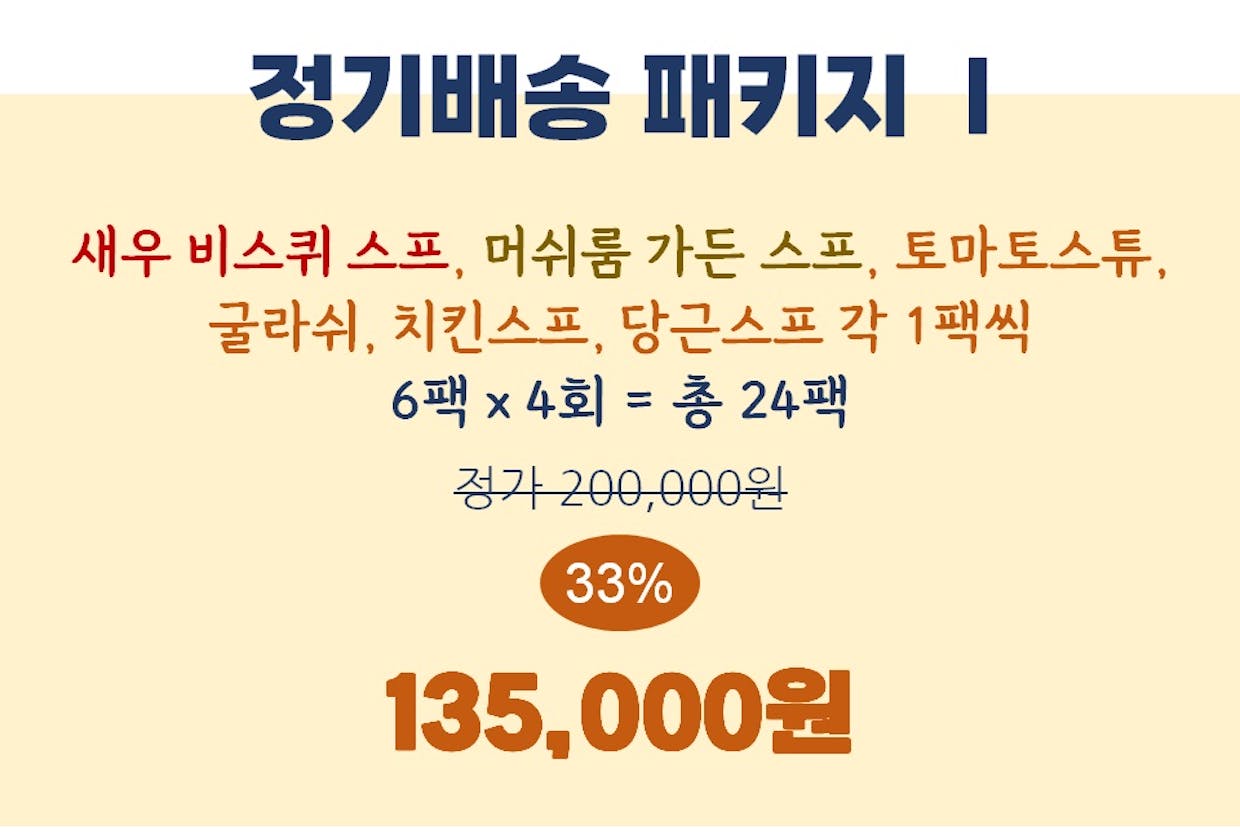 정기배송 패키지 I
새우 비스퀴 스프, 머쉬룸 가든 스프, 토마토스튜,
굴라쉬, 치킨스프, 당근스프 각 1팩씩
6팩 x 4회 = 총 24팩
정가 200,000원
33%
135,000원